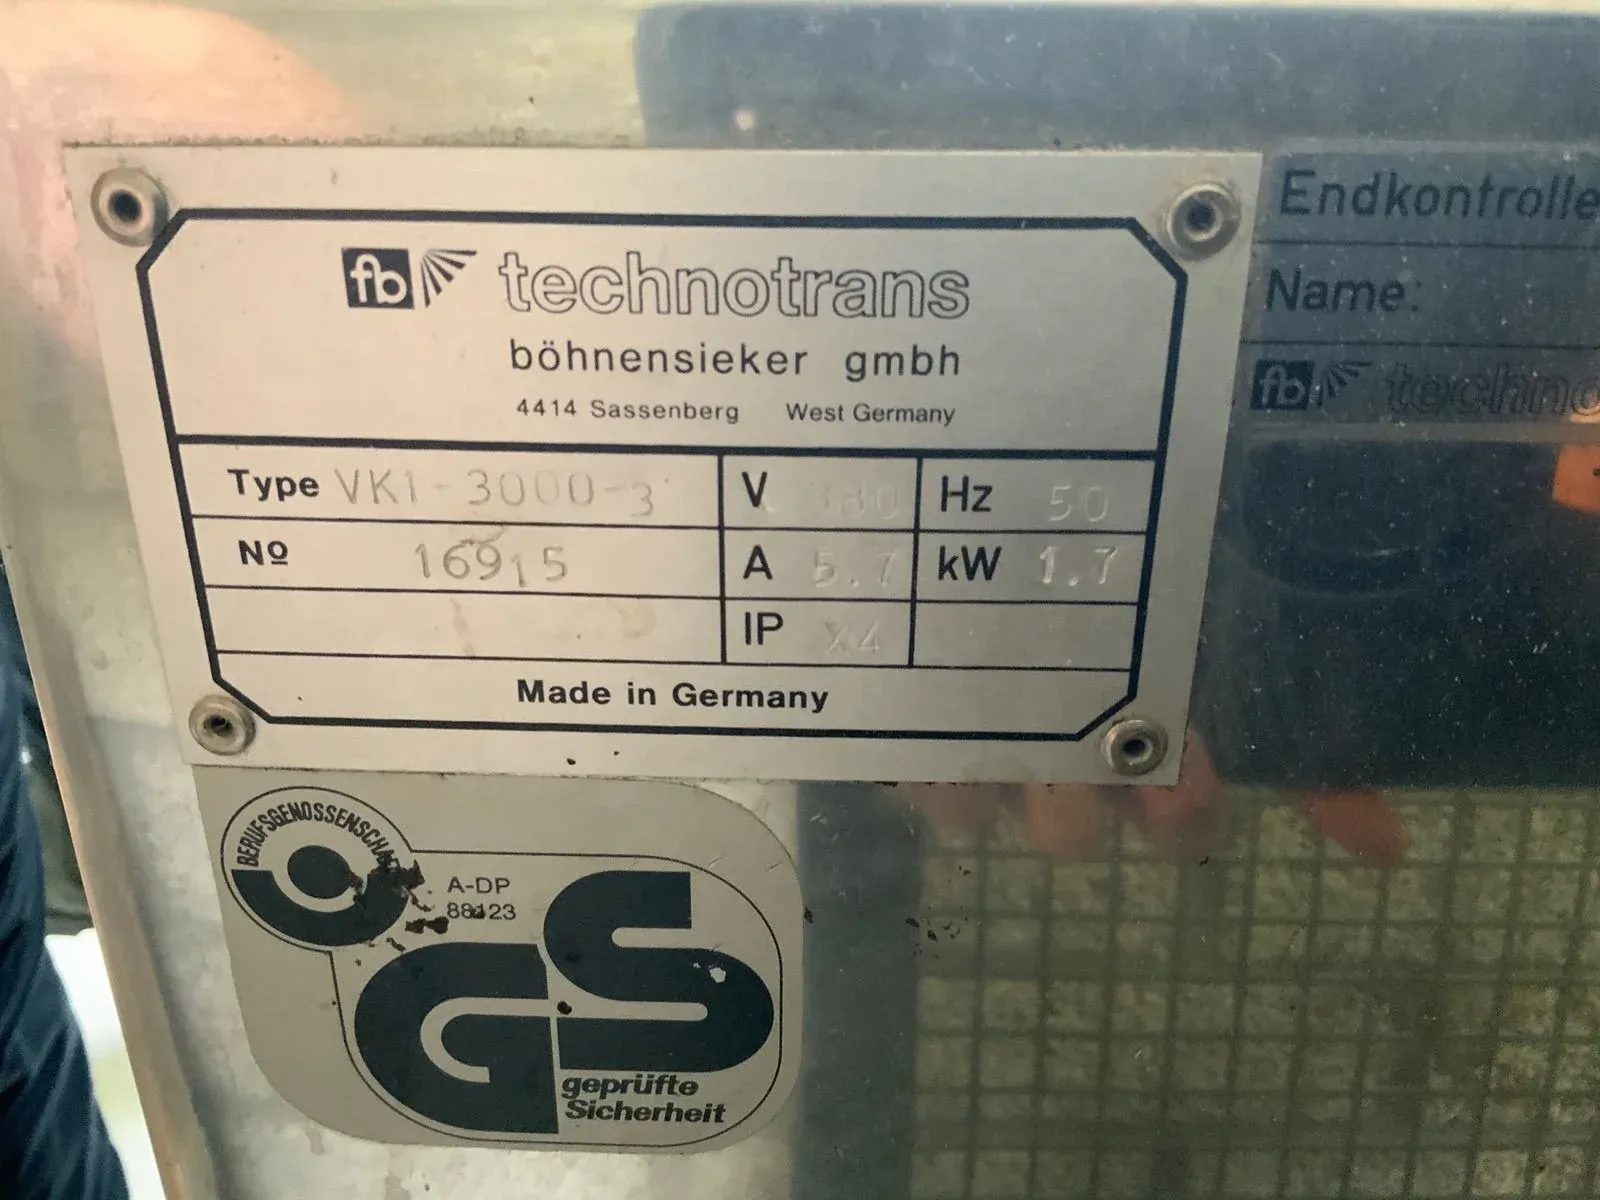 fb technotrans
böhnensieker gmbh
4414 Sassenberg West Germany
Type VK1-3000-3 V 380 Hz 50
Nº 16915 A 5.7 kW 1.7
IP X4
Made in Germany
Endkontrolle
Name:
fb techno
BERUFSGENOSSENSCHAFT
A-DP
88123
GS
geprüfte
Sicherheit